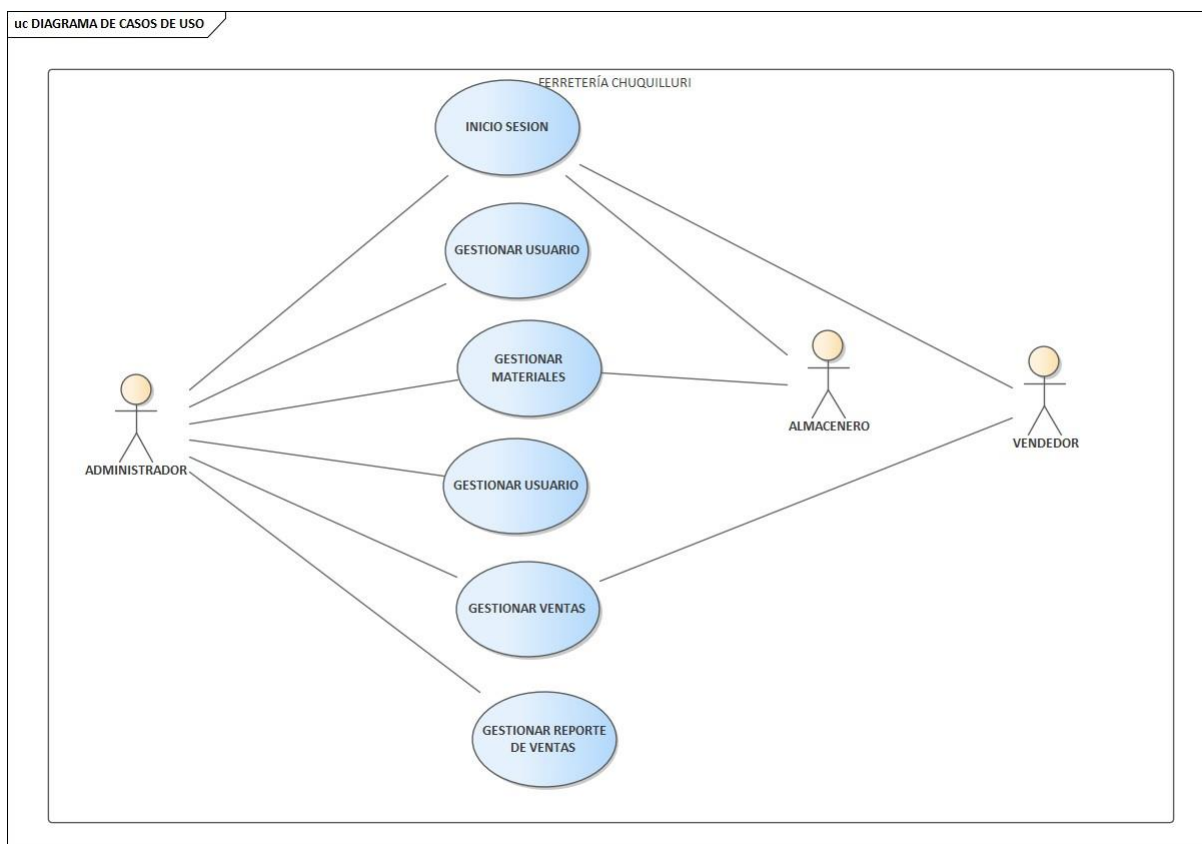 uc DIAGRAMA DE CASOS DE USO
FERRETERÍA CHUQUILLURI
INICIO SESION
GESTIONAR USUARIO
GESTIONAR
MATERIALES
ALMACENERO
VENDEDOR
ADMINISTRADOR
GESTIONAR USUARIO
GESTIONAR VENTAS
GESTIONAR REPORTE
DE VENTAS